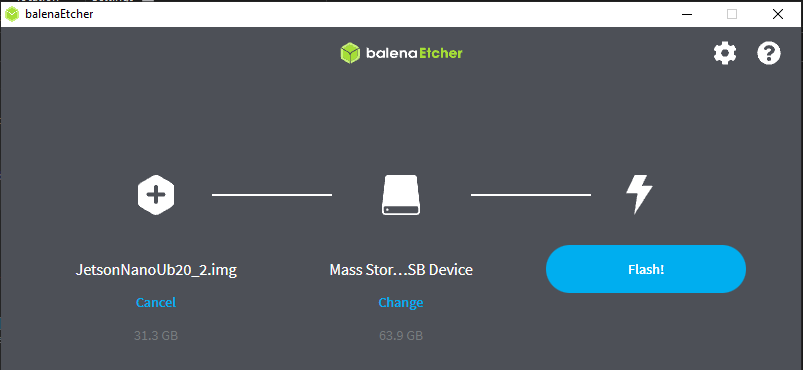 balenaEtcher
balenaEtcher
JetsonNanoUb20_2.img
Mass Stor...SB Device
Flash!
Cancel
Change
31.3 GB
63.9 GB